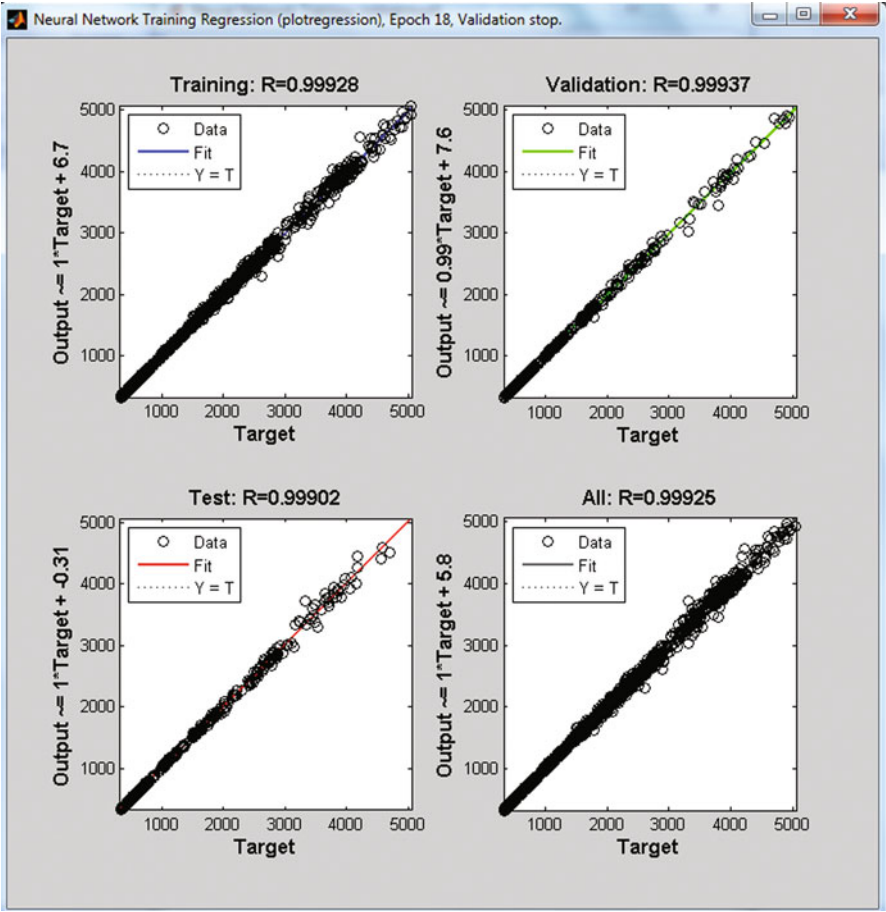 Neural Network Training Regression (plotregression), Epoch 18, Validation stop.
Training: R=0.99928
Output ~= 1*Target + 6.7
5000
4000
3000
2000
1000
Data
Fit
Y = T
1000 2000 3000 4000 5000
Target
Validation: R=0.99937
Output ~= 0.99*Target + 7.6
5000
4000
3000
2000
1000
Data
Fit
Y = T
1000 2000 3000 4000 5000
Target
Test: R=0.99902
Output ~= 1*Target + -0.31
5000
4000
3000
2000
1000
Data
Fit
Y = T
1000 2000 3000 4000 5000
Target
All: R=0.99925
Output ~= 1*Target + 5.8
5000
4000
3000
2000
1000
Data
Fit
Y = T
1000 2000 3000 4000 5000
Target